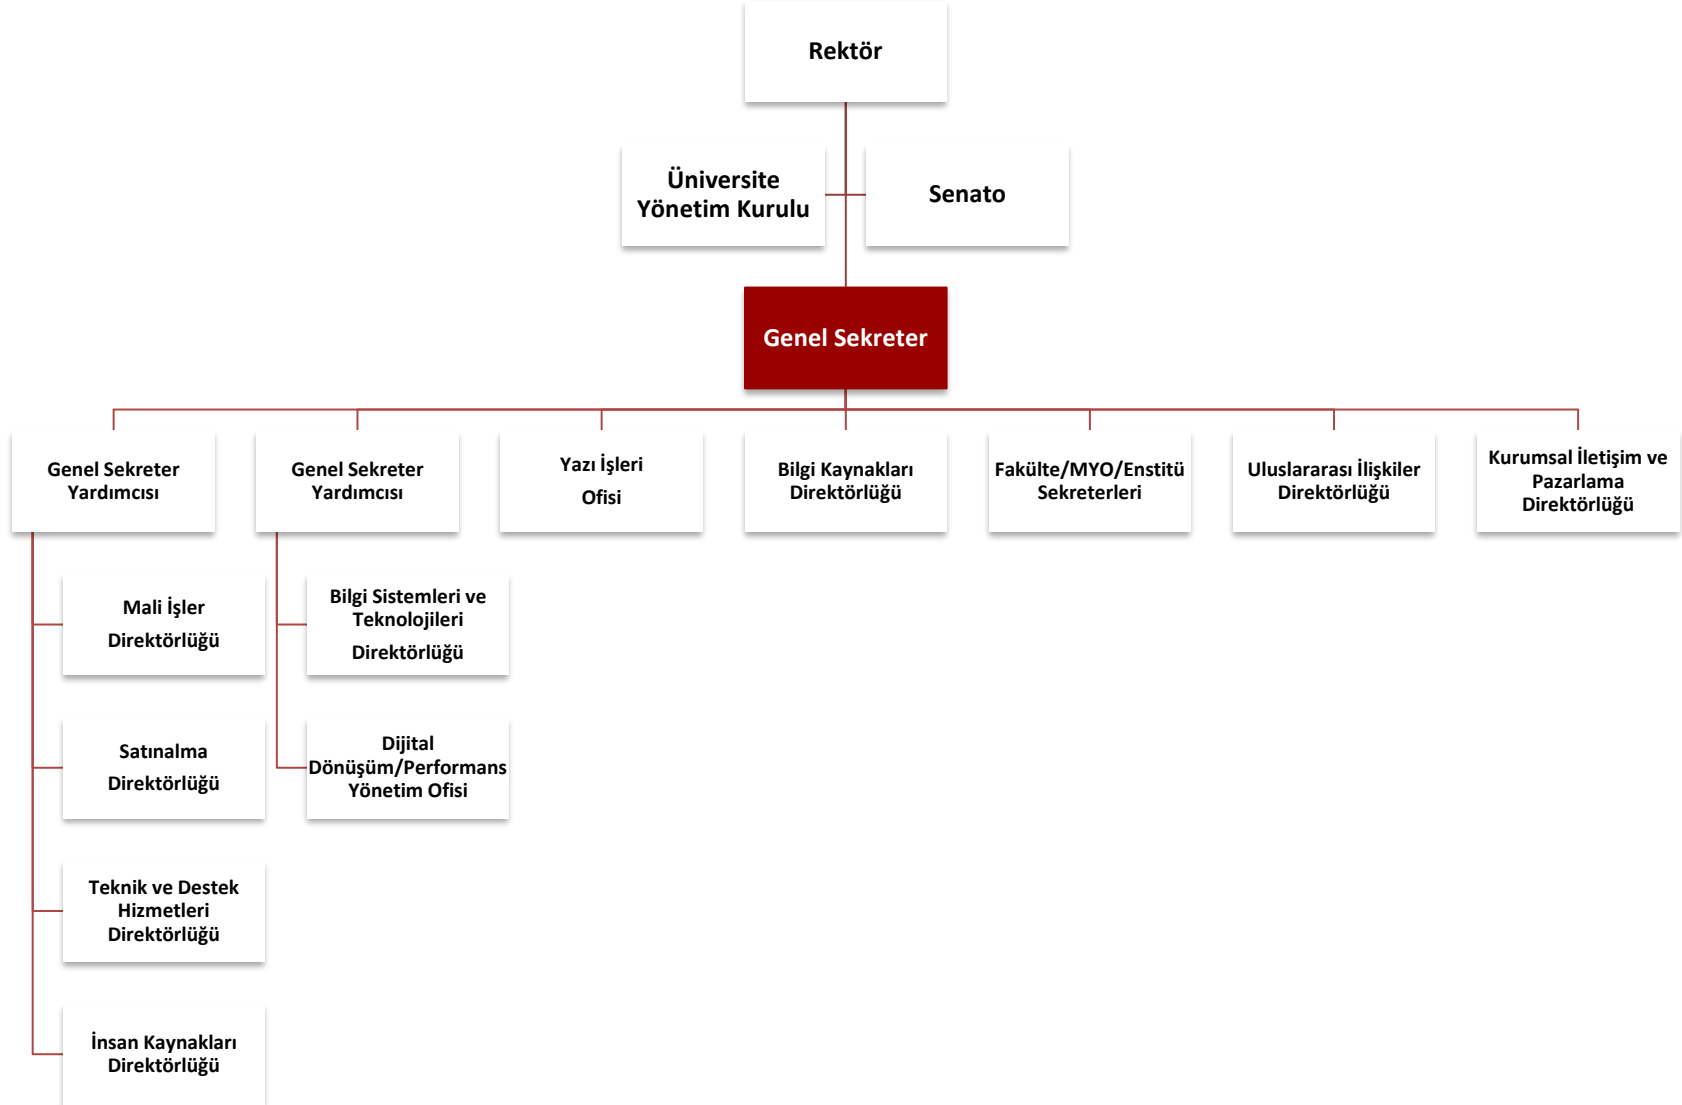 Rektör
Üniversite
Yönetim Kurulu
Senato
Genel Sekreter
Genel Sekreter
Yardımcısı
Genel Sekreter
Yardımcısı
Yazı İşleri
Ofisi
Bilgi Kaynakları
Direktörlüğü
Fakülte/MYO/Enstitü
Sekreterleri
Uluslararası İlişkiler
Direktörlüğü
Kurumsal İletişim ve
Pazarlama
Direktörlüğü
Mali İşler
Direktörlüğü
Bilgi Sistemleri ve
Teknolojileri
Direktörlüğü
Satınalma
Direktörlüğü
Dijital
Dönüşüm/Performans
Yönetim Ofisi
Teknik ve Destek
Hizmetleri
Direktörlüğü
İnsan Kaynakları
Direktörlüğü